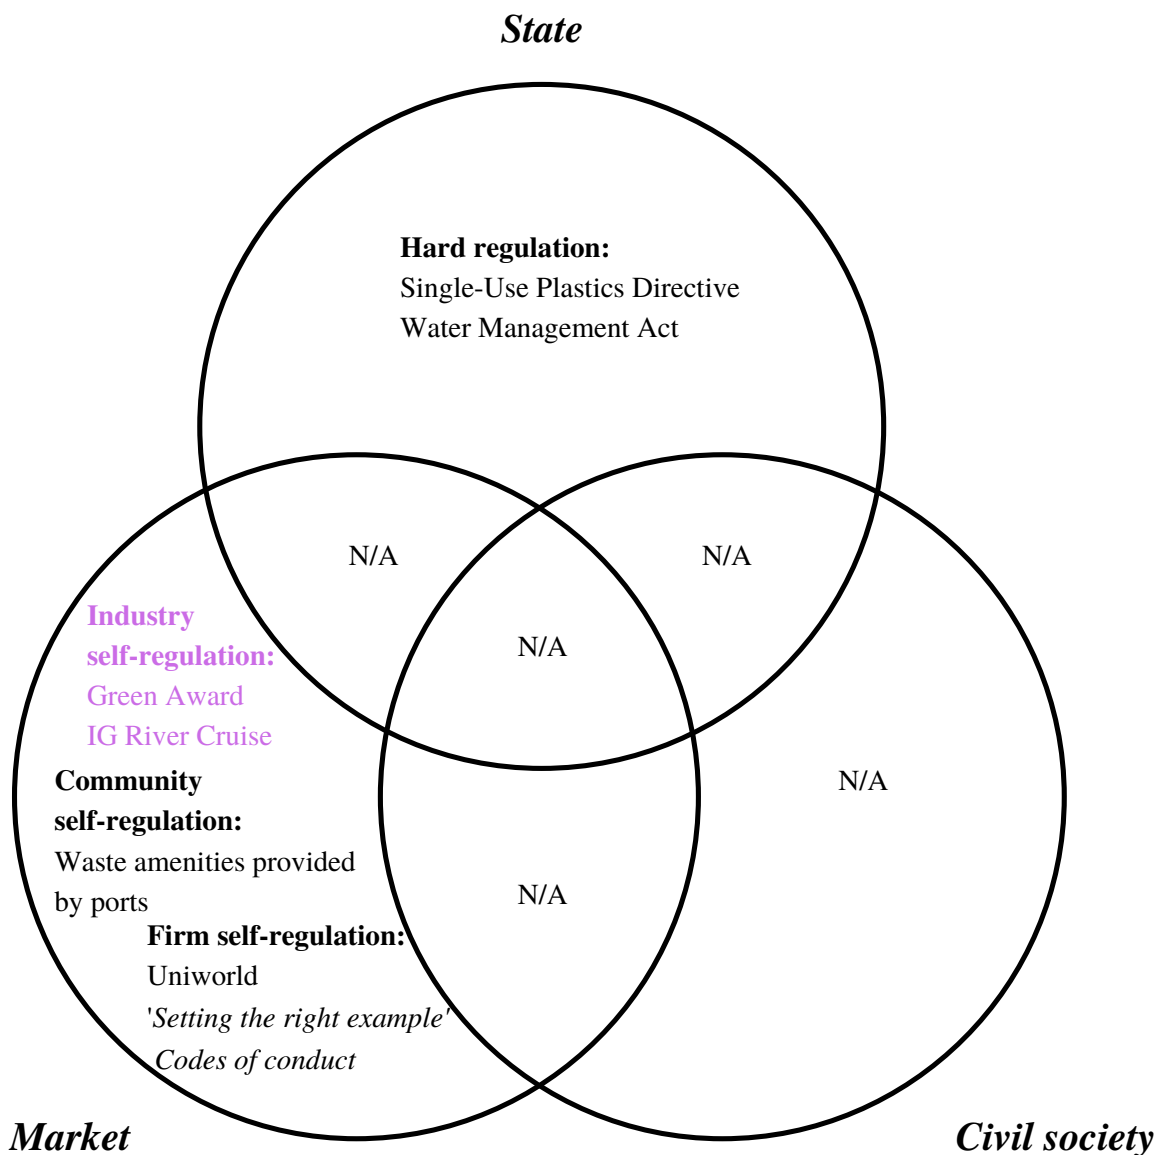 State
Hard regulation:
Single-Use Plastics Directive
Water Management Act
N/A
N/A
Industry
self-regulation:
Green Award
IG River Cruise
N/A
Community
self-regulation:
Waste amenities provided
by ports
N/A
N/A
Firm self-regulation:
Uniworld
'Setting the right example'
Codes of conduct
Market
Civil society